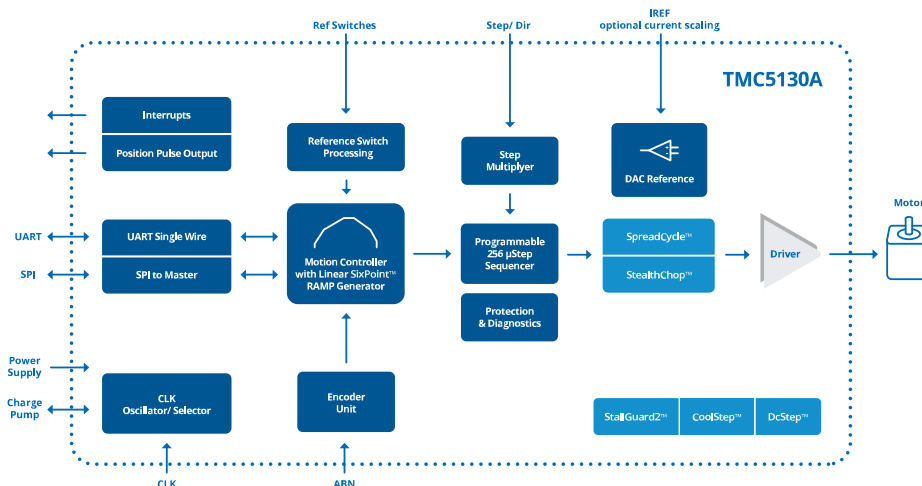 Ref Switches
Step/ Dir
IREF
optional current scaling
TMC5130A
Interrupts
Position Pulse Output
Reference Switch
Processing
Step
Multiplyer
DAC Reference
Motor
UART
UART Single Wire
SPI
SPI to Master
Motion Controller
with Linear SixPoint™
RAMP Generator
Programmable
256 µStep
Sequencer
SpreadCycle™
StealthChop™
Driver
Protection
& Diagnostics
Power
Supply
Charge
Pump
CLK
Oscillator/ Selector
Encoder
Unit
StallGuard2™
CoolStep™
DcStep™
CLK
ABN